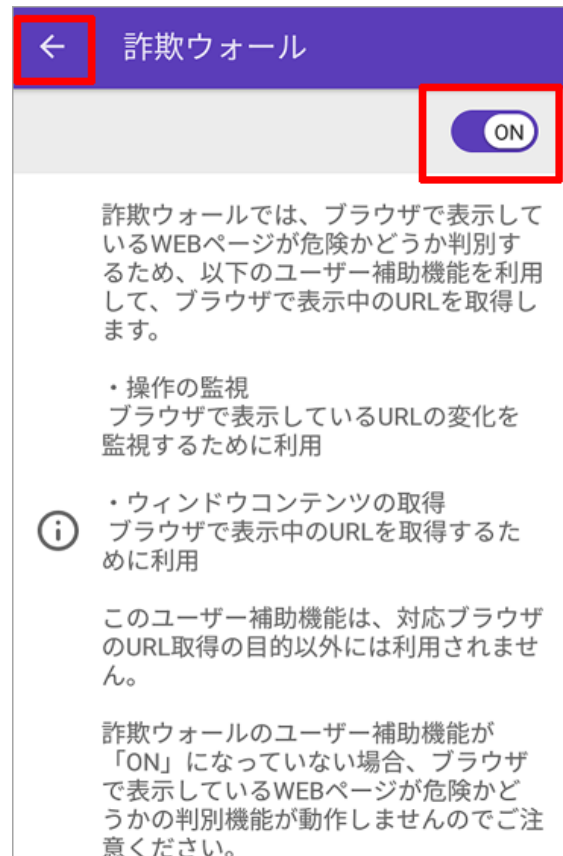 詐欺ウォール
ON
詐欺ウォールでは、ブラウザで表示して
いるWEBページが危険かどうか判別す
るため、以下のユーザー補助機能を利用
して、ブラウザで表示中のURLを取得し
ます。
・操作の監視
ブラウザで表示しているURLの変化を
監視するために利用
・ウィンドウコンテンツの取得
ブラウザで表示中のURLを取得するた
めに利用
このユーザー補助機能は、対応ブラウザ
のURL取得の目的以外には利用されませ
ん。
詐欺ウォールのユーザー補助機能が
「ON」になっていない場合、ブラウザ
で表示しているWEBページが危険かど
うかの判別機能が動作しませんのでご注
意ください。